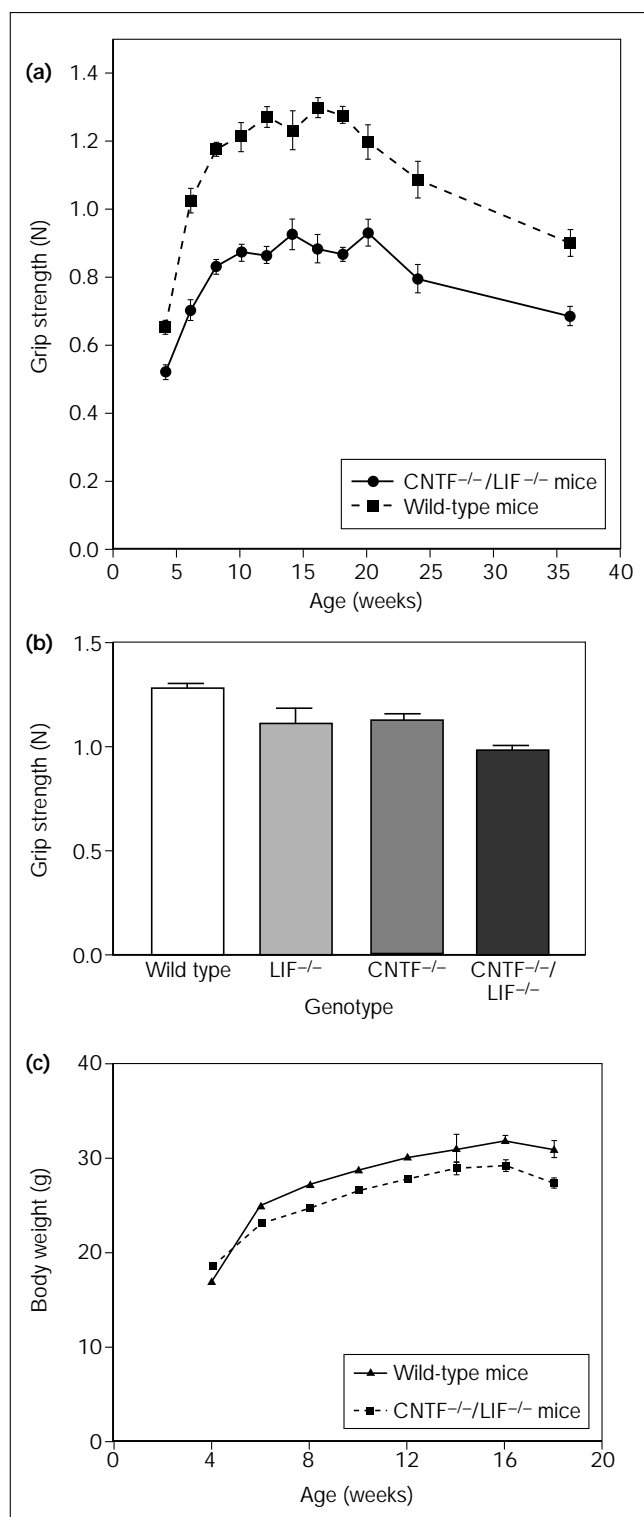 (a)
1.4
1.2
1.0
0.8
0.6
0.4
0.2
0.0
Grip strength (N)
CNTF–/–/LIF–/– mice
Wild-type mice
0 5 10 15 20 25 30 35 40
Age (weeks)
(b)
1.5
1.0
0.5
0.0
Grip strength (N)
Wild type LIF–/– CNTF–/– CNTF–/–/
LIF–/–
Genotype
(c)
40
30
20
10
0
Body weight (g)
Wild-type mice
CNTF–/–/LIF–/– mice
0 4 8 12 16 20
Age (weeks)